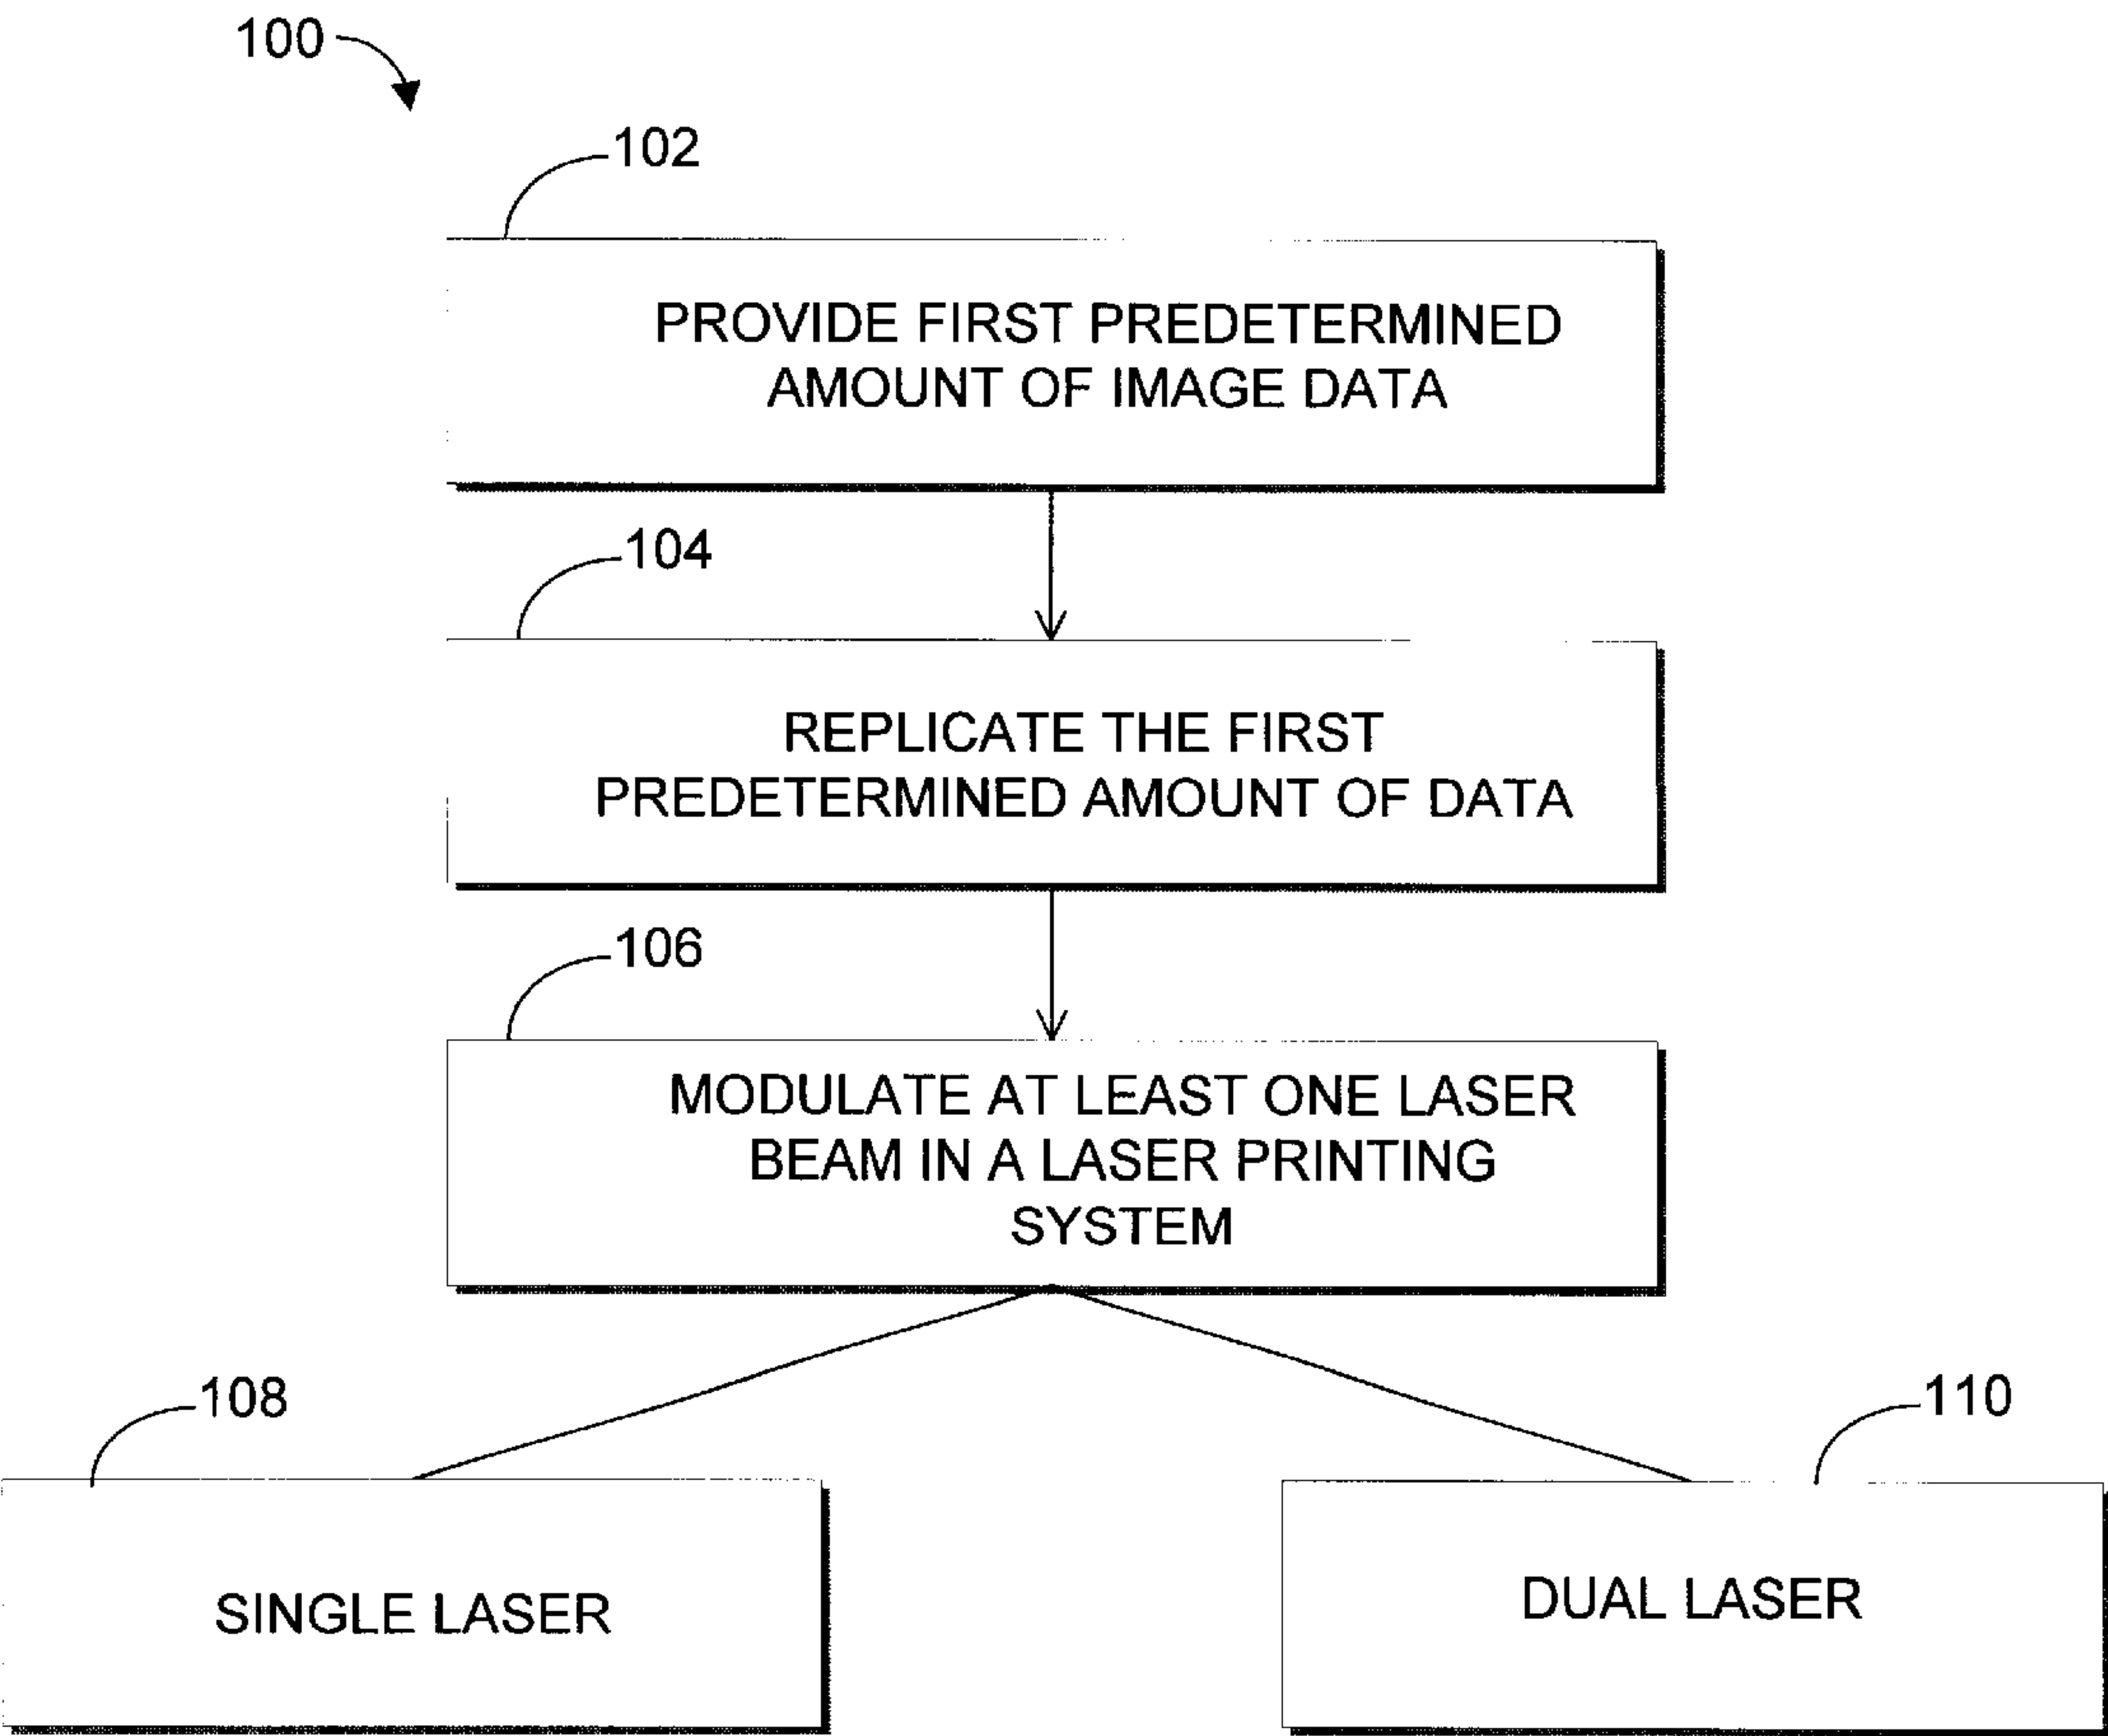 100
102
PROVIDE FIRST PREDETERMINED
AMOUNT OF IMAGE DATA
104
REPLICATE THE FIRST
PREDETERMINED AMOUNT OF DATA
106
MODULATE AT LEAST ONE LASER
BEAM IN A LASER PRINTING
SYSTEM
108
110
SINGLE LASER
DUAL LASER